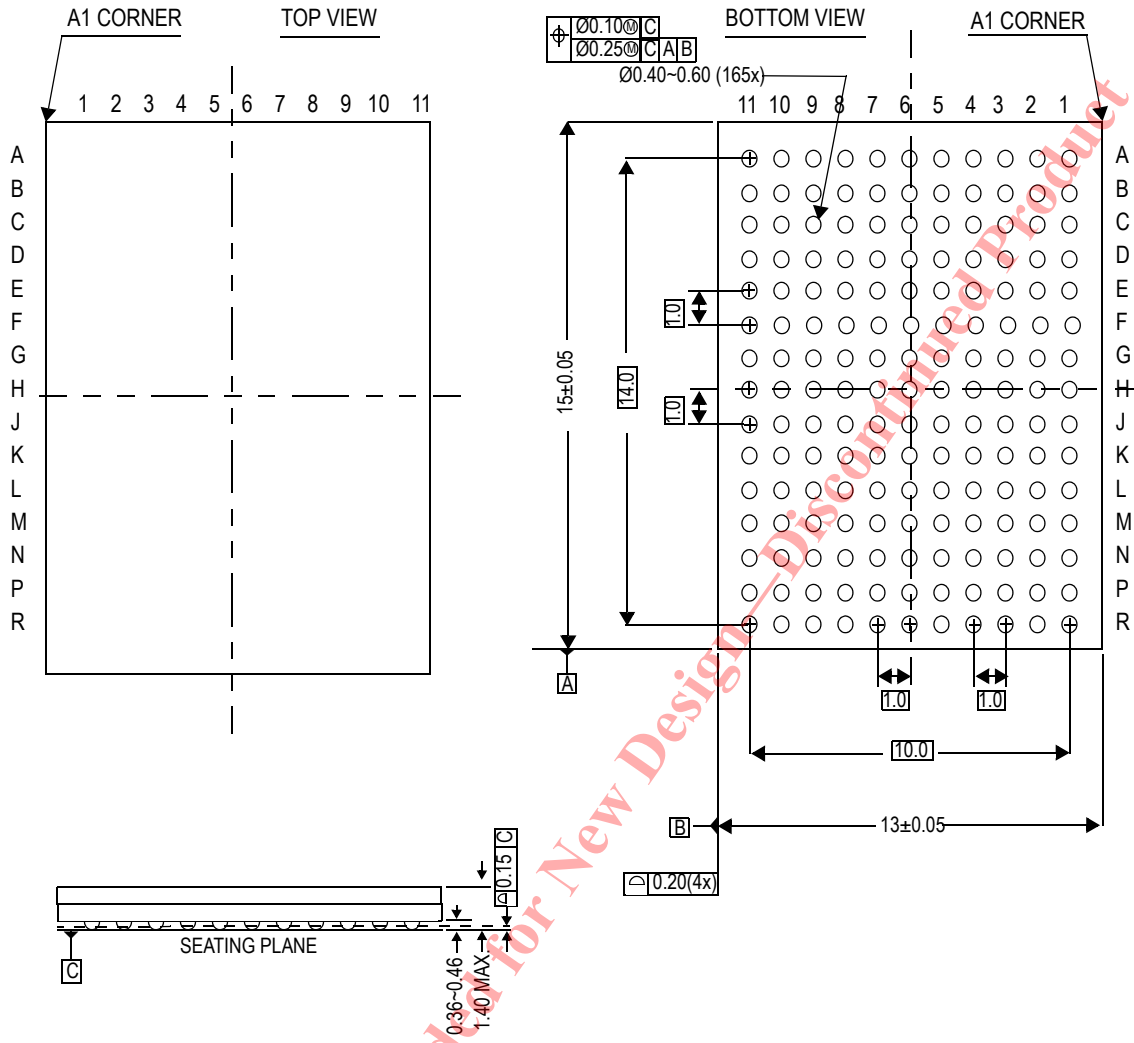 A1 CORNER
TOP VIEW
1 2 3 4 5 6 7 8 9 10 11
A
B
C
D
E
F
G
H
J
K
L
M
N
P
R
Ø0.10Ⓜ C
Ø0.25Ⓜ C A B
Ø0.40~0.60 (165x)
BOTTOM VIEW
A1 CORNER
11 10 9 8 7 6 5 4 3 2 1
A
B
C
D
E
F
G
H
J
K
L
M
N
P
R
15±0.05
14.0
1.0
1.0
A
1.0
1.0
10.0
B
13±0.05
0.20(4x)
0.15 C
SEATING PLANE
C
0.36~0.46
1.40 MAX.
for New Design—Discontinued Product